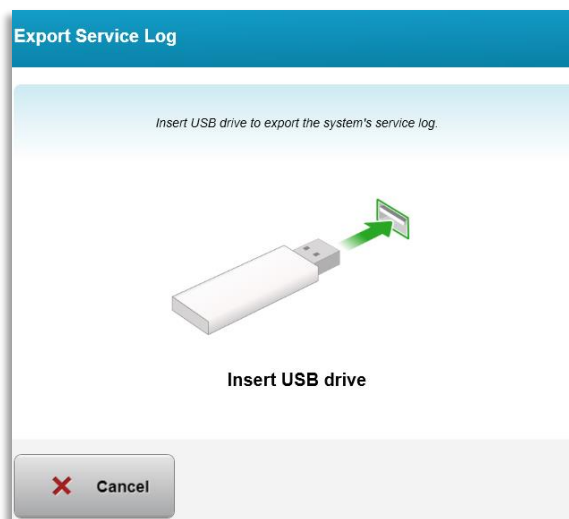 Export Service Log
Insert USB drive to export the system's service log.
Insert USB drive
Cancel